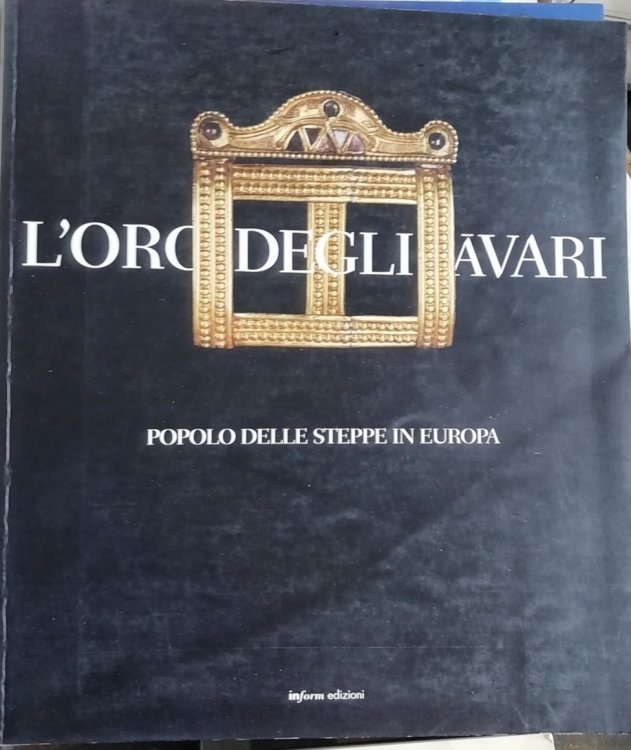 L'ORO DEGLI ÀVARI
POPOLO DELLE STEPPE IN EUROPA
inform edizioni